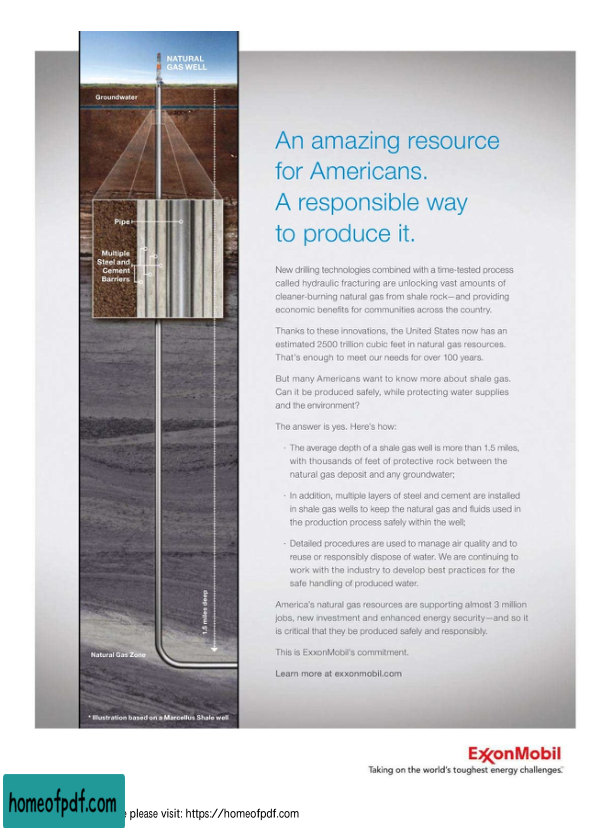 NATURAL
GAS WELL
Groundwater
Pipe
Multiple
Steel and
Cement
Barriers
1.5 miles deep
Natural Gas Zone
* Illustration based on a Marcellus Shale well
An amazing resource
for Americans.
A responsible way
to produce it.
New drilling technologies combined with a time-tested process
called hydraulic fracturing are unlocking vast amounts of
cleaner-burning natural gas from shale rock—and providing
economic benefits for communities across the country.
Thanks to these innovations, the United States now has an
estimated 2500 trillion cubic feet in natural gas resources.
That's enough to meet our needs for over 100 years.
But many Americans want to know more about shale gas.
Can it be produced safely, while protecting water supplies
and the environment?
The answer is yes. Here's how:
· The average depth of a shale gas well is more than 1.5 miles,
with thousands of feet of protective rock between the
natural gas deposit and any groundwater;
· In addition, multiple layers of steel and cement are installed
in shale gas wells to keep the natural gas and fluids used in
the production process safely within the well;
· Detailed procedures are used to manage air quality and to
reuse or responsibly dispose of water. We are continuing to
work with the industry to develop best practices for the
safe handling of produced water.
America's natural gas resources are supporting almost 3 million
jobs, new investment and enhanced energy security—and so it
is critical that they be produced safely and responsibly.
This is ExxonMobil's commitment.
Learn more at exxonmobil.com
ExxonMobil
Taking on the world's toughest energy challenges.
homeofpdf.com
please visit: https://homeofpdf.com